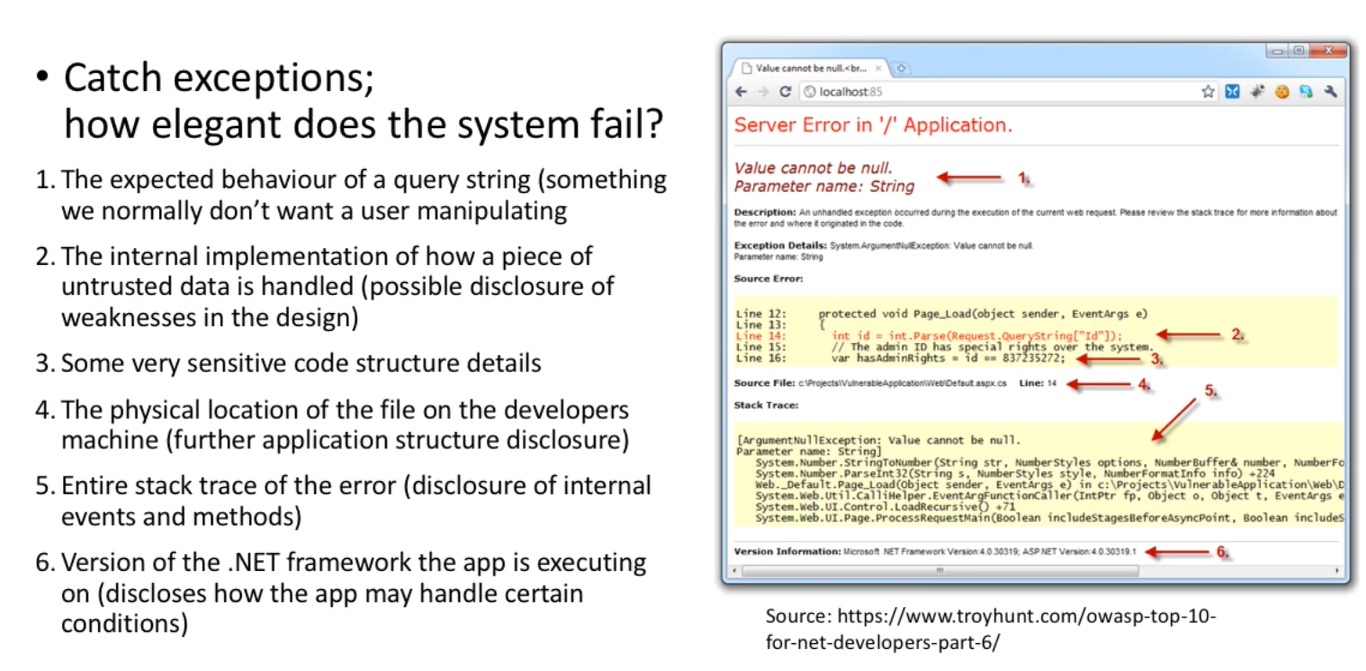 • Catch exceptions;
how elegant does the system fail?
1. The expected behaviour of a query string (something
we normally don't want a user manipulating
2. The internal implementation of how a piece of
untrusted data is handled (possible disclosure of
weaknesses in the design)
3. Some very sensitive code structure details
4. The physical location of the file on the developers
machine (further application structure disclosure)
5. Entire stack trace of the error (disclosure of internal
events and methods)
6. Version of the .NET framework the app is executing
on (discloses how the app may handle certain
conditions)
Value cannot be null.<br...
localhost:85
Server Error in '/' Application.
Value cannot be null.
Parameter name: String
1.
Description: An unhandled exception occurred during the execution of the current web request. Please review the stack trace for more information about
the error and where it originated in the code.
Exception Details: System.ArgumentNullException: Value cannot be null.
Parameter name: String
Source Error:
Line 12: protected void Page_Load(object sender, EventArgs e)
Line 13: {
Line 14: int id = int.Parse(Request.QueryString["Id"]);
2.
Line 15: // The admin ID has special rights over the system.
Line 16: var hasAdminRights = id == 837235272;
3.
Source File: c:\Projects\VulnerableApplication\Web\Default.aspx.cs Line: 14
4.
5.
Stack Trace:
[ArgumentNullException: Value cannot be null.
Parameter name: String]
System.Number.StringToNumber(String str, NumberStyles options, NumberBuffer& number, NumberFo
System.Number.ParseInt32(String s, NumberStyles style, NumberFormatInfo info) +224
Web._Default.Page_Load(Object sender, EventArgs e) in c:\Projects\VulnerableApplication\Web\D
System.Web.Util.CalliHelper.EventArgFunctionCaller(IntPtr fp, Object o, Object t, EventArgs e
System.Web.UI.Control.LoadRecursive() +71
System.Web.UI.Page.ProcessRequestMain(Boolean includeStagesBeforeAsyncPoint, Boolean includeS
Version Information: Microsoft .NET Framework Version:4.0.30319; ASP.NET Version:4.0.30319.1
6.
Source: https://www.troyhunt.com/owasp-top-10-
for-net-developers-part-6/